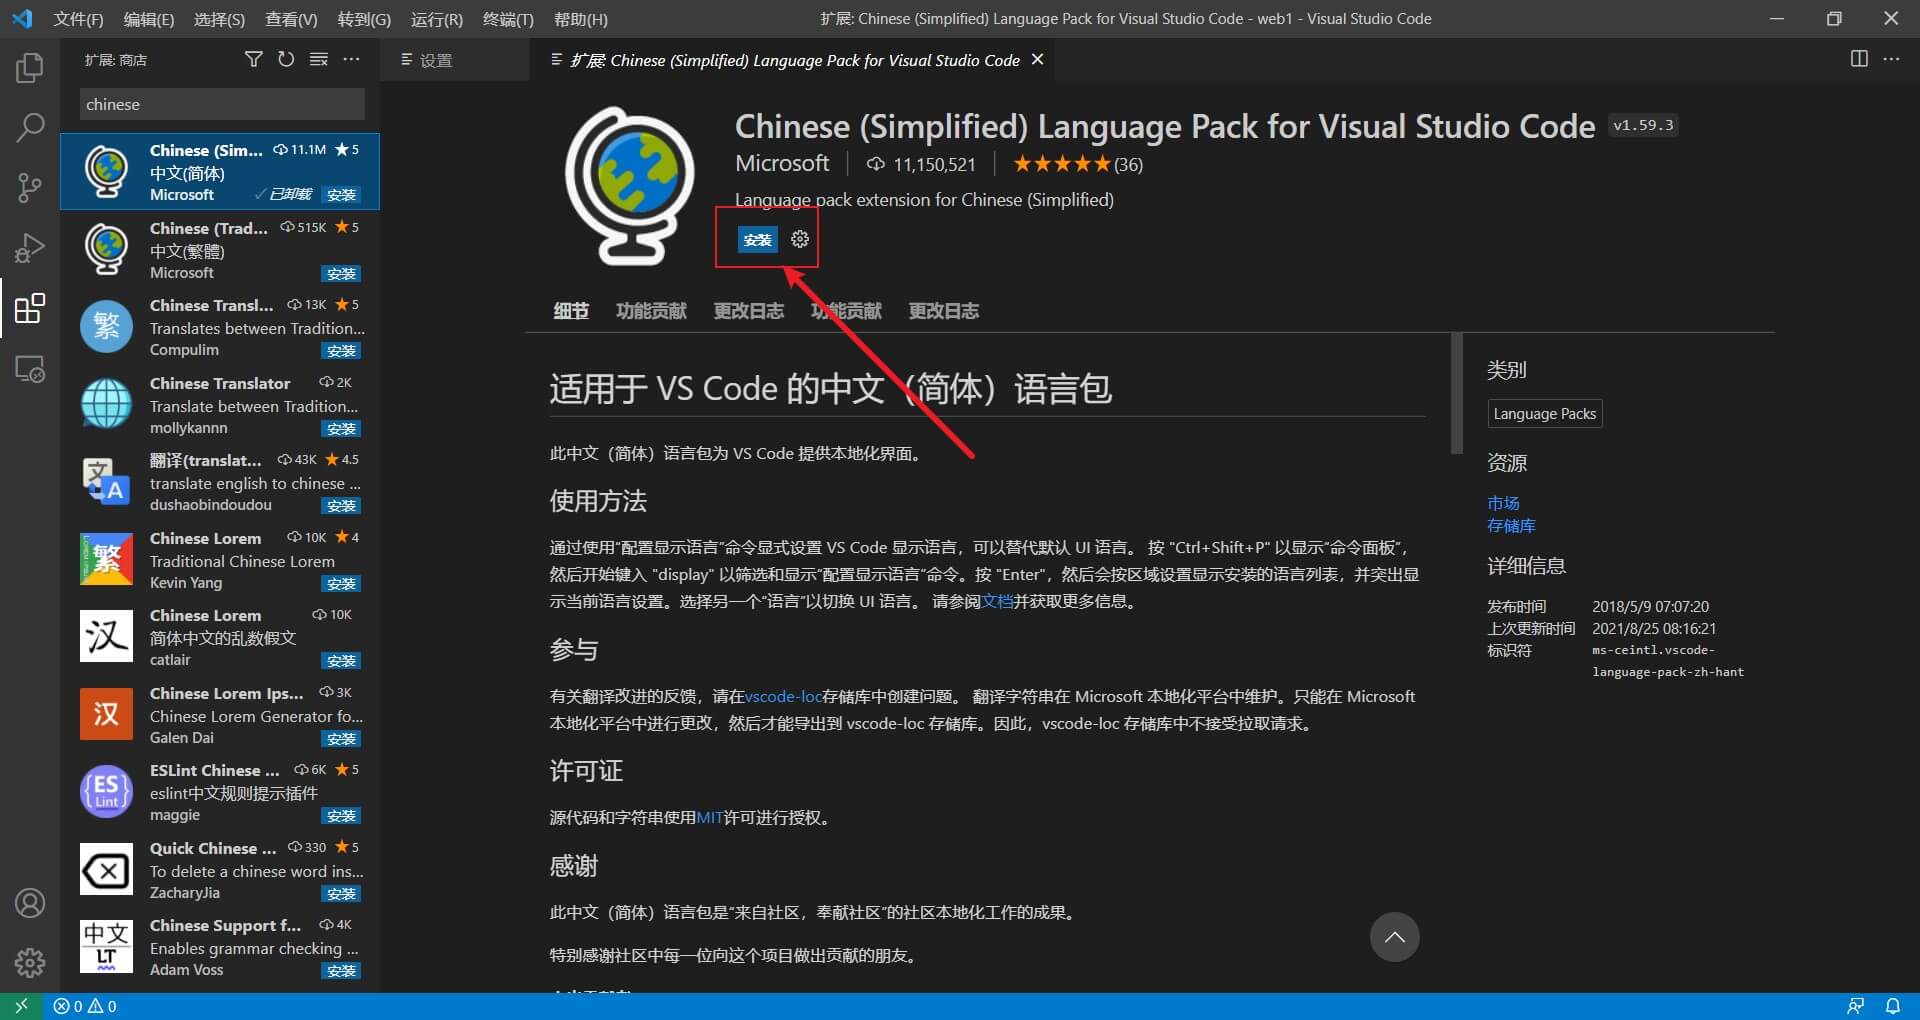 文件(F) 编辑(E) 选择(S) 查看(V) 转到(G) 运行(R) 终端(T) 帮助(H)
扩展: Chinese (Simplified) Language Pack for Visual Studio Code - web1 - Visual Studio Code
扩展: 商店
chinese
Chinese (Sim... 11.1M ★ 5
中文(简体)
Microsoft ✓已卸载 安装
Chinese (Trad... 515K ★ 5
中文(繁體)
Microsoft 安装
繁
Chinese Transl... 13K ★ 5
Translates between Tradition...
Compulim 安装
Chinese Translator 2K
Translate between Tradition...
mollykannn 安装
文 A
翻译(translat... 43K ★ 4.5
translate english to chinese ...
dushaobindoudou 安装
繁
Chinese Lorem 10K ★ 4
Traditional Chinese Lorem
Kevin Yang 安装
汉
Chinese Lorem 10K
简体中文的乱数假文
catlair 安装
汉
Chinese Lorem Ips... 3K
Chinese Lorem Generator fo...
Galen Dai 安装
{ES}
Lint
ESLint Chinese ... 6K ★ 5
eslint中文规则提示插件
maggie 安装
Quick Chinese ... 330 ★ 5
To delete a chinese word ins...
ZacharyJia 安装
中文
LT
Chinese Support f... 4K
Enables grammar checking ...
Adam Voss 安装
设置
扩展: Chinese (Simplified) Language Pack for Visual Studio Code
Chinese (Simplified) Language Pack for Visual Studio Code v1.59.3
Microsoft 11,150,521 ★★★★★(36)
Language pack extension for Chinese (Simplified)
安装
细节 功能贡献 更改日志 功能贡献 更改日志
适用于 VS Code 的中文（简体）语言包
此中文（简体）语言包为 VS Code 提供本地化界面。
使用方法
通过使用“配置显示语言”命令显式设置 VS Code 显示语言，可以替代默认 UI 语言。 按 "Ctrl+Shift+P" 以显示“命令面板”，
然后开始键入 "display" 以筛选和显示“配置显示语言”命令。按 "Enter"，然后会按区域设置显示安装的语言列表，并突出显
示当前语言设置。选择另一个“语言”以切换 UI 语言。 请参阅文档并获取更多信息。
参与
有关翻译改进的反馈，请在vscode-loc存储库中创建问题。 翻译字符串在 Microsoft 本地化平台中维护。只能在 Microsoft
本地化平台中进行更改，然后才能导出到 vscode-loc 存储库。因此，vscode-loc 存储库中不接受拉取请求。
许可证
源代码和字符串使用MIT许可进行授权。
感谢
此中文（简体）语言包是“来自社区，奉献社区”的社区本地化工作的成果。
特别感谢社区中每一位向这个项目做出贡献的朋友。
类别
Language Packs
资源
市场
存储库
详细信息
发布时间 2018/5/9 07:07:20
上次更新时间 2021/8/25 08:16:21
标识符 ms-ceintl.vscode-
language-pack-zh-hant
0 0